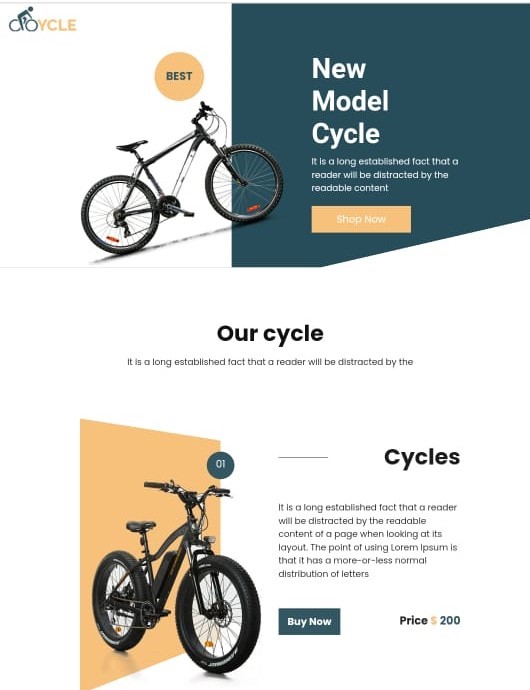 CYCLE
BEST
New
Model
Cycle
It is a long established fact that a
reader will be distracted by the
readable content
Shop Now
Our cycle
It is a long established fact that a reader will be distracted by the
01
Cycles
It is a long established fact that a reader
will be distracted by the readable
content of a page when looking at its
layout. The point of using Lorem Ipsum is
that it has a more-or-less normal
distribution of letters
Buy Now
Price $ 200